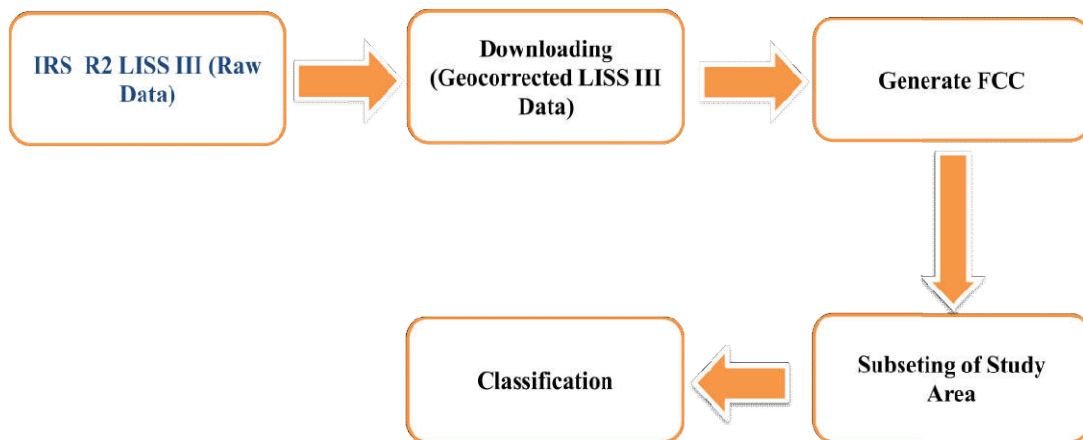 IRS R2 LISS III (Raw
Data)
Downloading
(Geocorrected LISS III
Data)
Generate FCC
Subseting of Study
Area
Classification